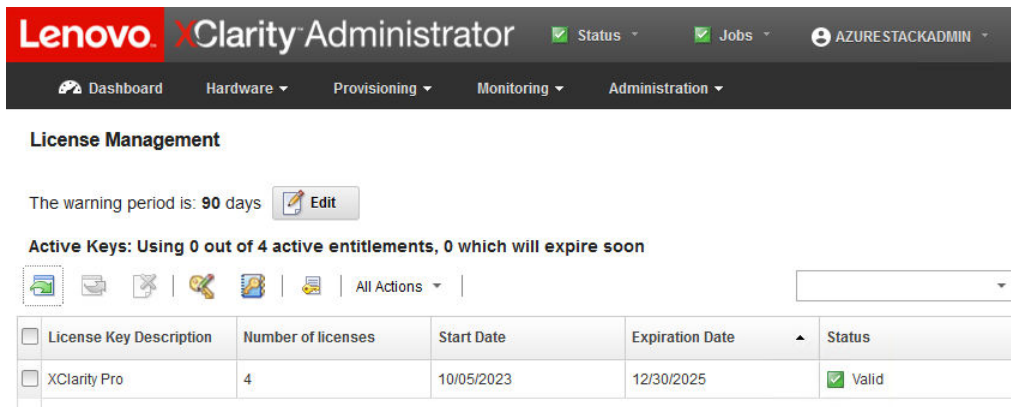 Lenovo. XClarity Administrator Status Jobs AZURESTACKADMIN
Dashboard Hardware Provisioning Monitoring Administration
License Management
The warning period is: 90 days Edit
Active Keys: Using 0 out of 4 active entitlements, 0 which will expire soon
All Actions
License Key Description Number of licenses Start Date Expiration Date Status
XClarity Pro 4 10/05/2023 12/30/2025 Valid